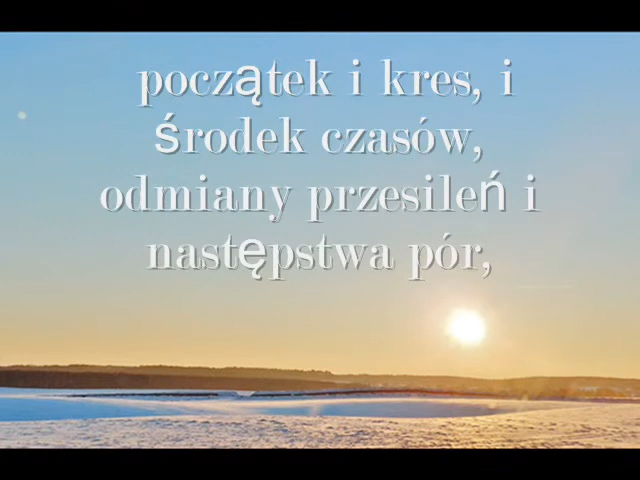 początek i kres, i
środek czasów,
odmiany przesileń i
następstwa pór,